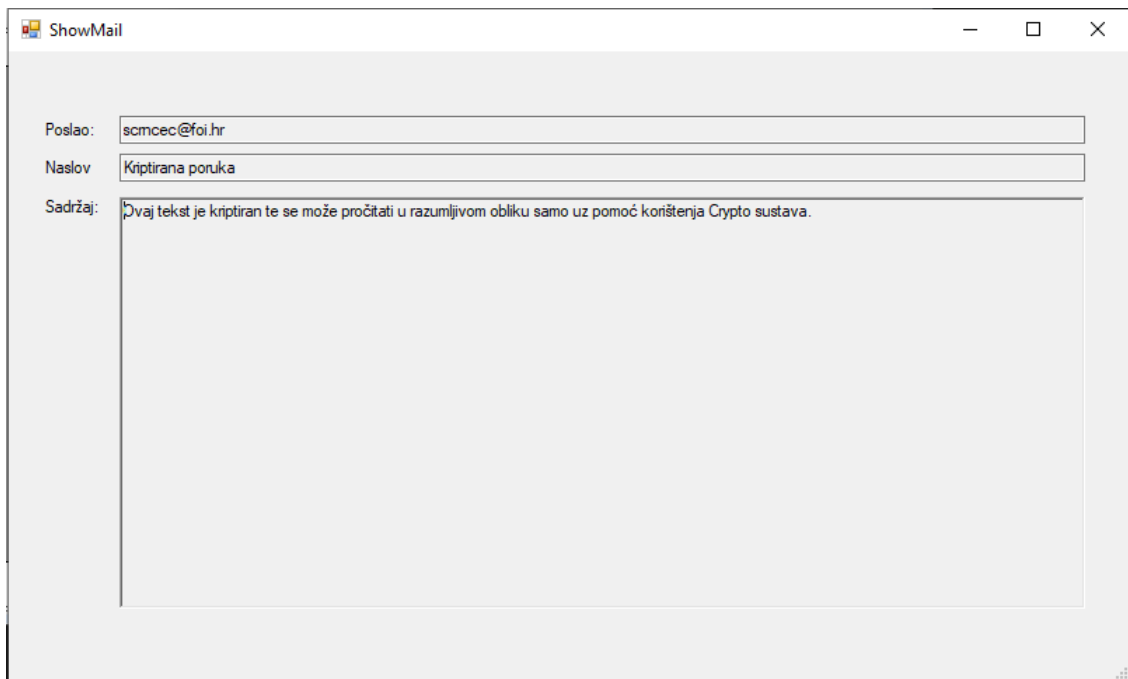 ShowMail
Poslao: scrncec@foi.hr
Naslov Kriptirana poruka
Sadržaj: Ovaj tekst je kriptiran te se može pročitati u razumljivom obliku samo uz pomoć korištenja Crypto sustava.